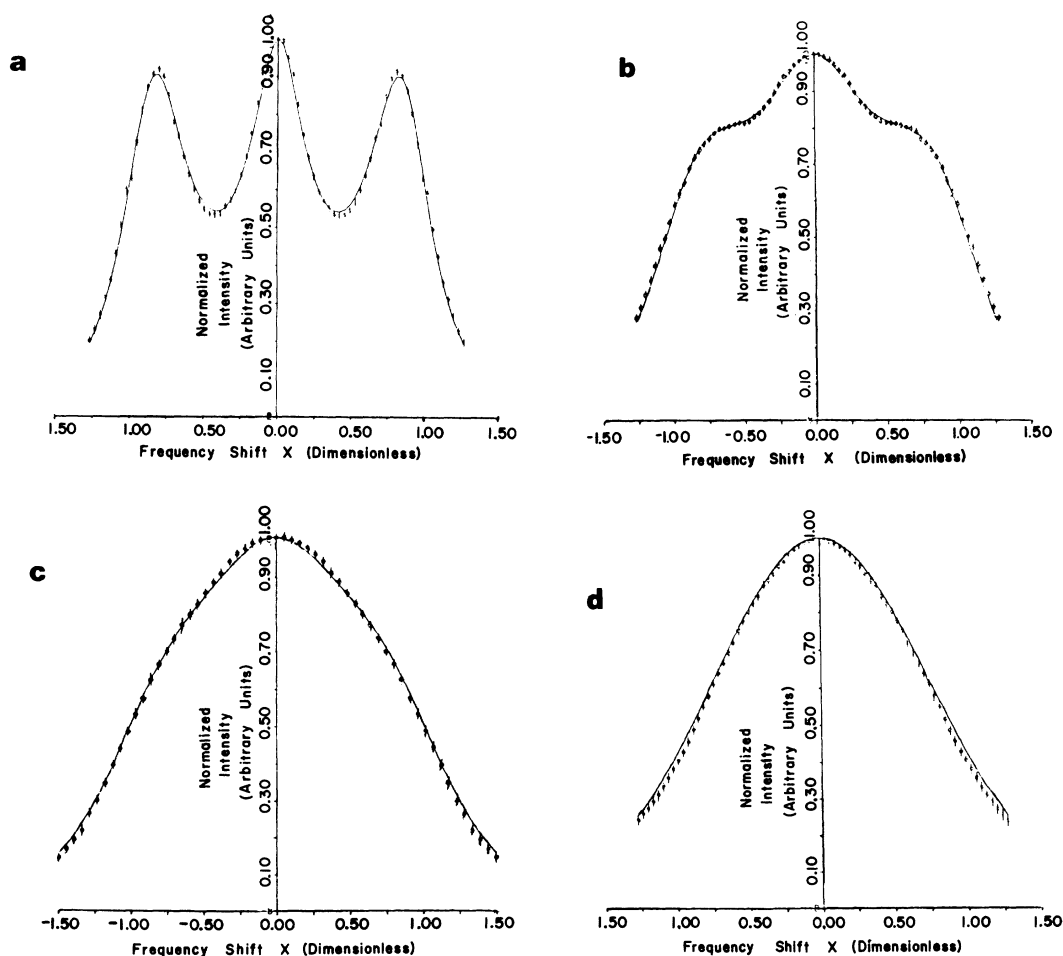 a
1.00
0.90
0.70
0.50
0.30
0.10
Normalized
Intensity
(Arbitrary Units)
1.50 1.00 0.50 0.00 0.50 1.00 1.50
Frequency Shift X (Dimensionless)
b
1.00
0.90
0.70
0.50
0.30
0.10
Normalized
Intensity
(Arbitrary Units)
-1.50 -1.00 -0.50 0.00 0.50 1.00 1.50
Frequency Shift X (Dimensionless)
c
1.00
0.90
0.70
0.50
0.30
0.10
Normalized
Intensity
(Arbitrary Units)
-1.50 -1.00 -0.50 0.00 0.50 1.00 1.50
Frequency Shift X (Dimensionless)
d
1.00
0.90
0.70
0.50
0.30
0.10
Normalized
Intensity
(Arbitrary Units)
1.50 1.00 0.50 0.00 0.50 1.00 1.50
Frequency Shift X (Dimensionless)